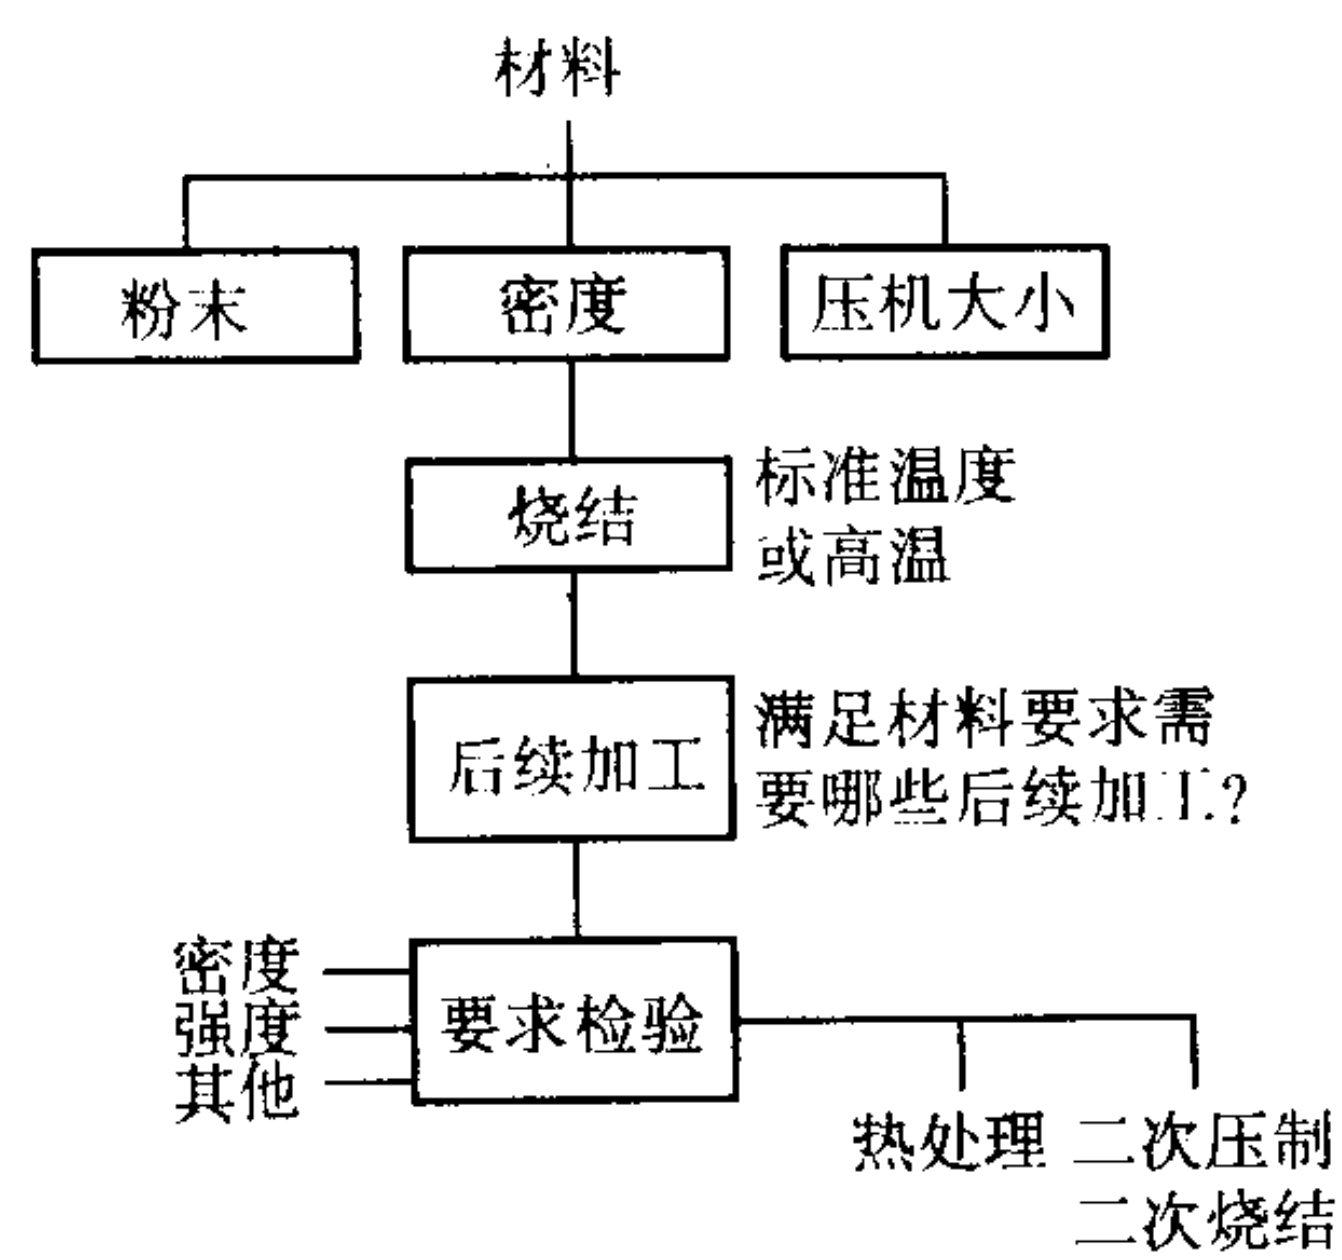 材料
粉末
密度
压机大小
烧结
标准温度
或高温
后续加工
满足材料要求需
要哪些后续加工?
密度
强度
其他
要求检验
热处理
二次压制
二次烧结